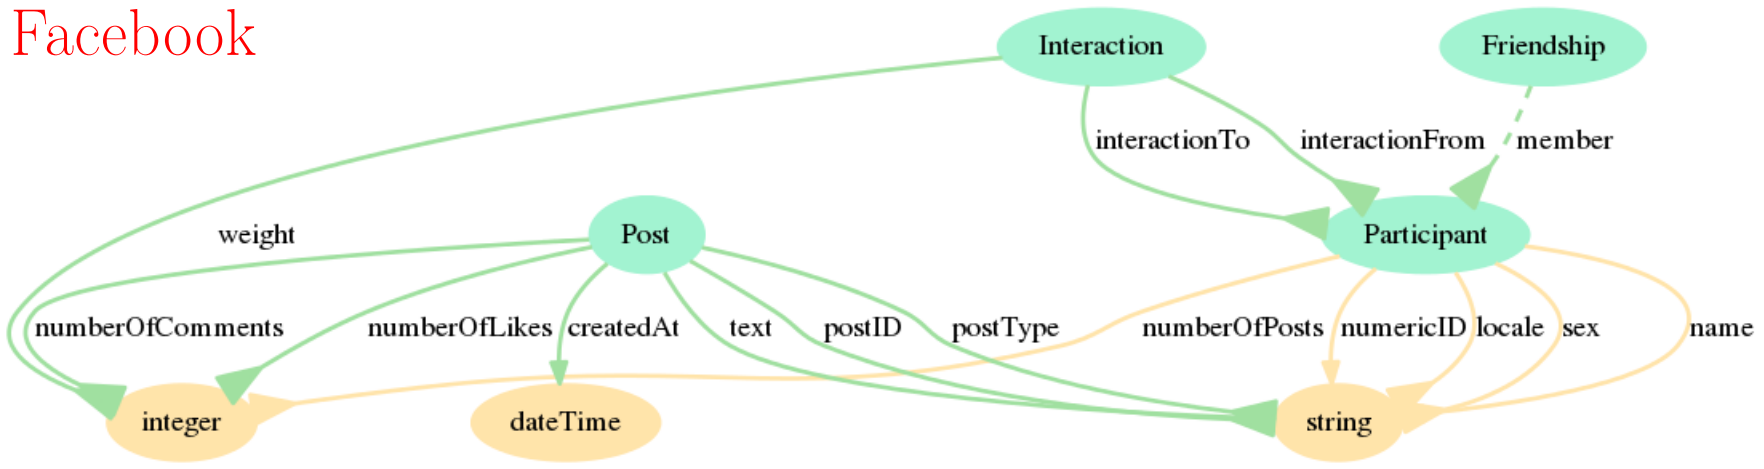 Facebook
Interaction
Friendship
interactionTo
interactionFrom
member
weight
Post
Participant
numberOfComments
numberOfLikes
createdAt
text
postID
postType
numberOfPosts
numericID
locale
sex
name
integer
dateTime
string